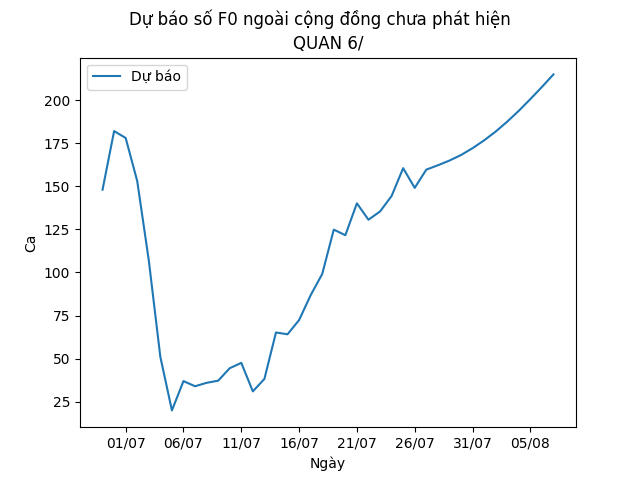 Dự báo số F0 ngoài cộng đồng chưa phát hiện
QUAN 6/
Dự báo
Ca
200
175
150
125
100
75
50
25
01/07 06/07 11/07 16/07 21/07 26/07 31/07 05/08
Ngày